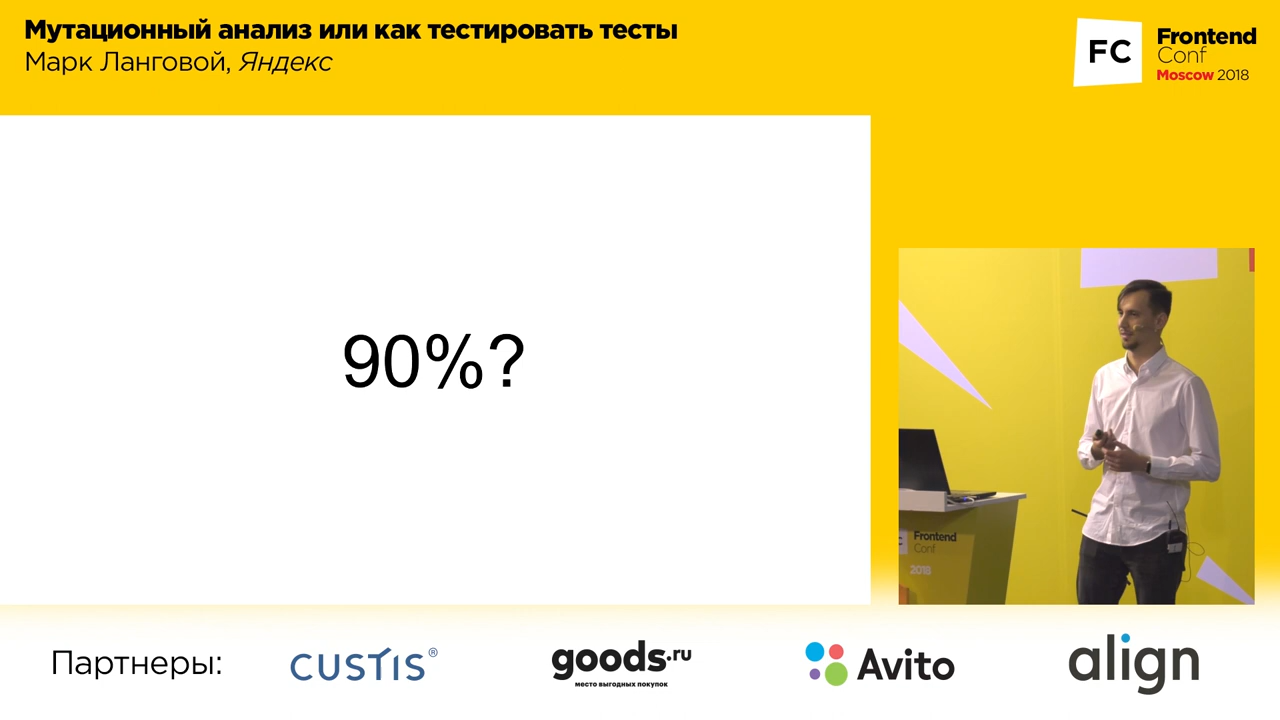 Мутационный анализ или как тестировать тесты
Марк Ланговой, Яндекс
FC
Frontend
Conf
Moscow 2018
90%?
Frontend
Conf
2018
Партнеры:
CUSTIS®
goods.ru
место выгодных покупок
Avito
align